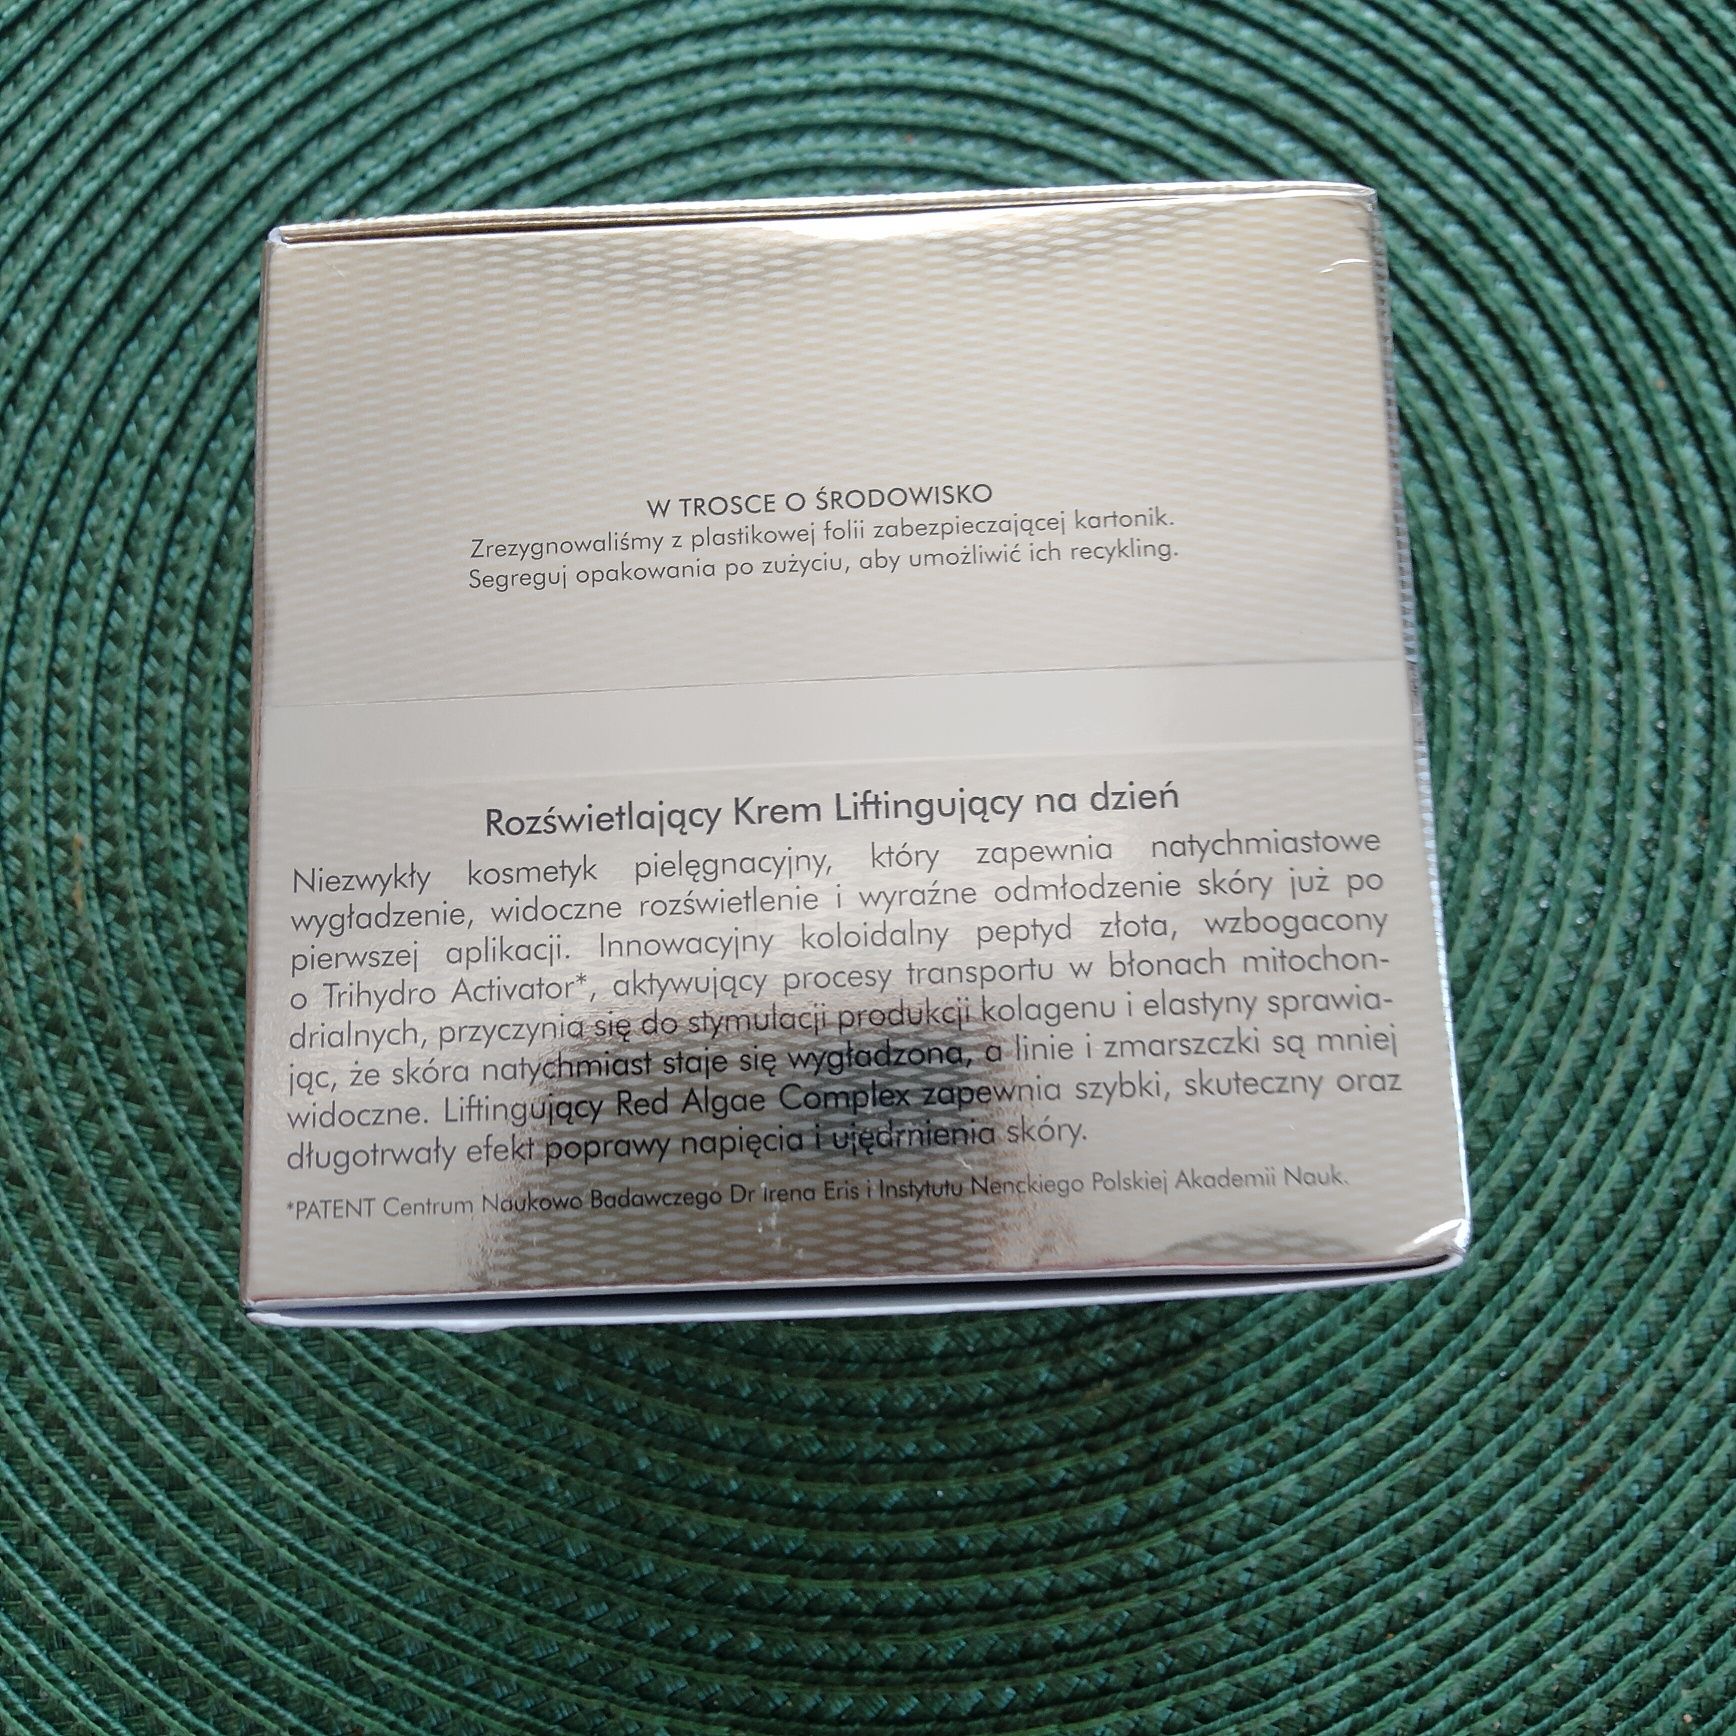 W TROSCE O ŚRODOWISKO
Zrezygnowaliśmy z plastikowej folii zabezpieczającej kartonik.
Segreguj opakowania po zużyciu, aby umożliwić ich recykling.
Rozświetlający Krem Liftingujący na dzień
Niezwykły kosmetyk pielęgnacyjny, który zapewnia natychmiastowe
wygładzenie, widoczne rozświetlenie i wyraźne odmłodzenie skóry już po
pierwszej aplikacji. Innowacyjny koloidalny peptyd złota, wzbogacony
o Trihydro Activator*, aktywujący procesy transportu w błonach mitochon-
drialnych, przyczynia się do stymulacji produkcji kolagenu i elastyny sprawia-
jąc, że skóra natychmiast staje się wygładzona, a linie i zmarszczki są mniej
widoczne. Liftingujący Red Algae Complex zapewnia szybki, skuteczny oraz
długotrwały efekt poprawy napięcia i ujędrnienia skóry.
*PATENT Centrum Naukowo Badawczego Dr Irena Eris i Instytutu Nenckiego Polskiej Akademii Nauk.